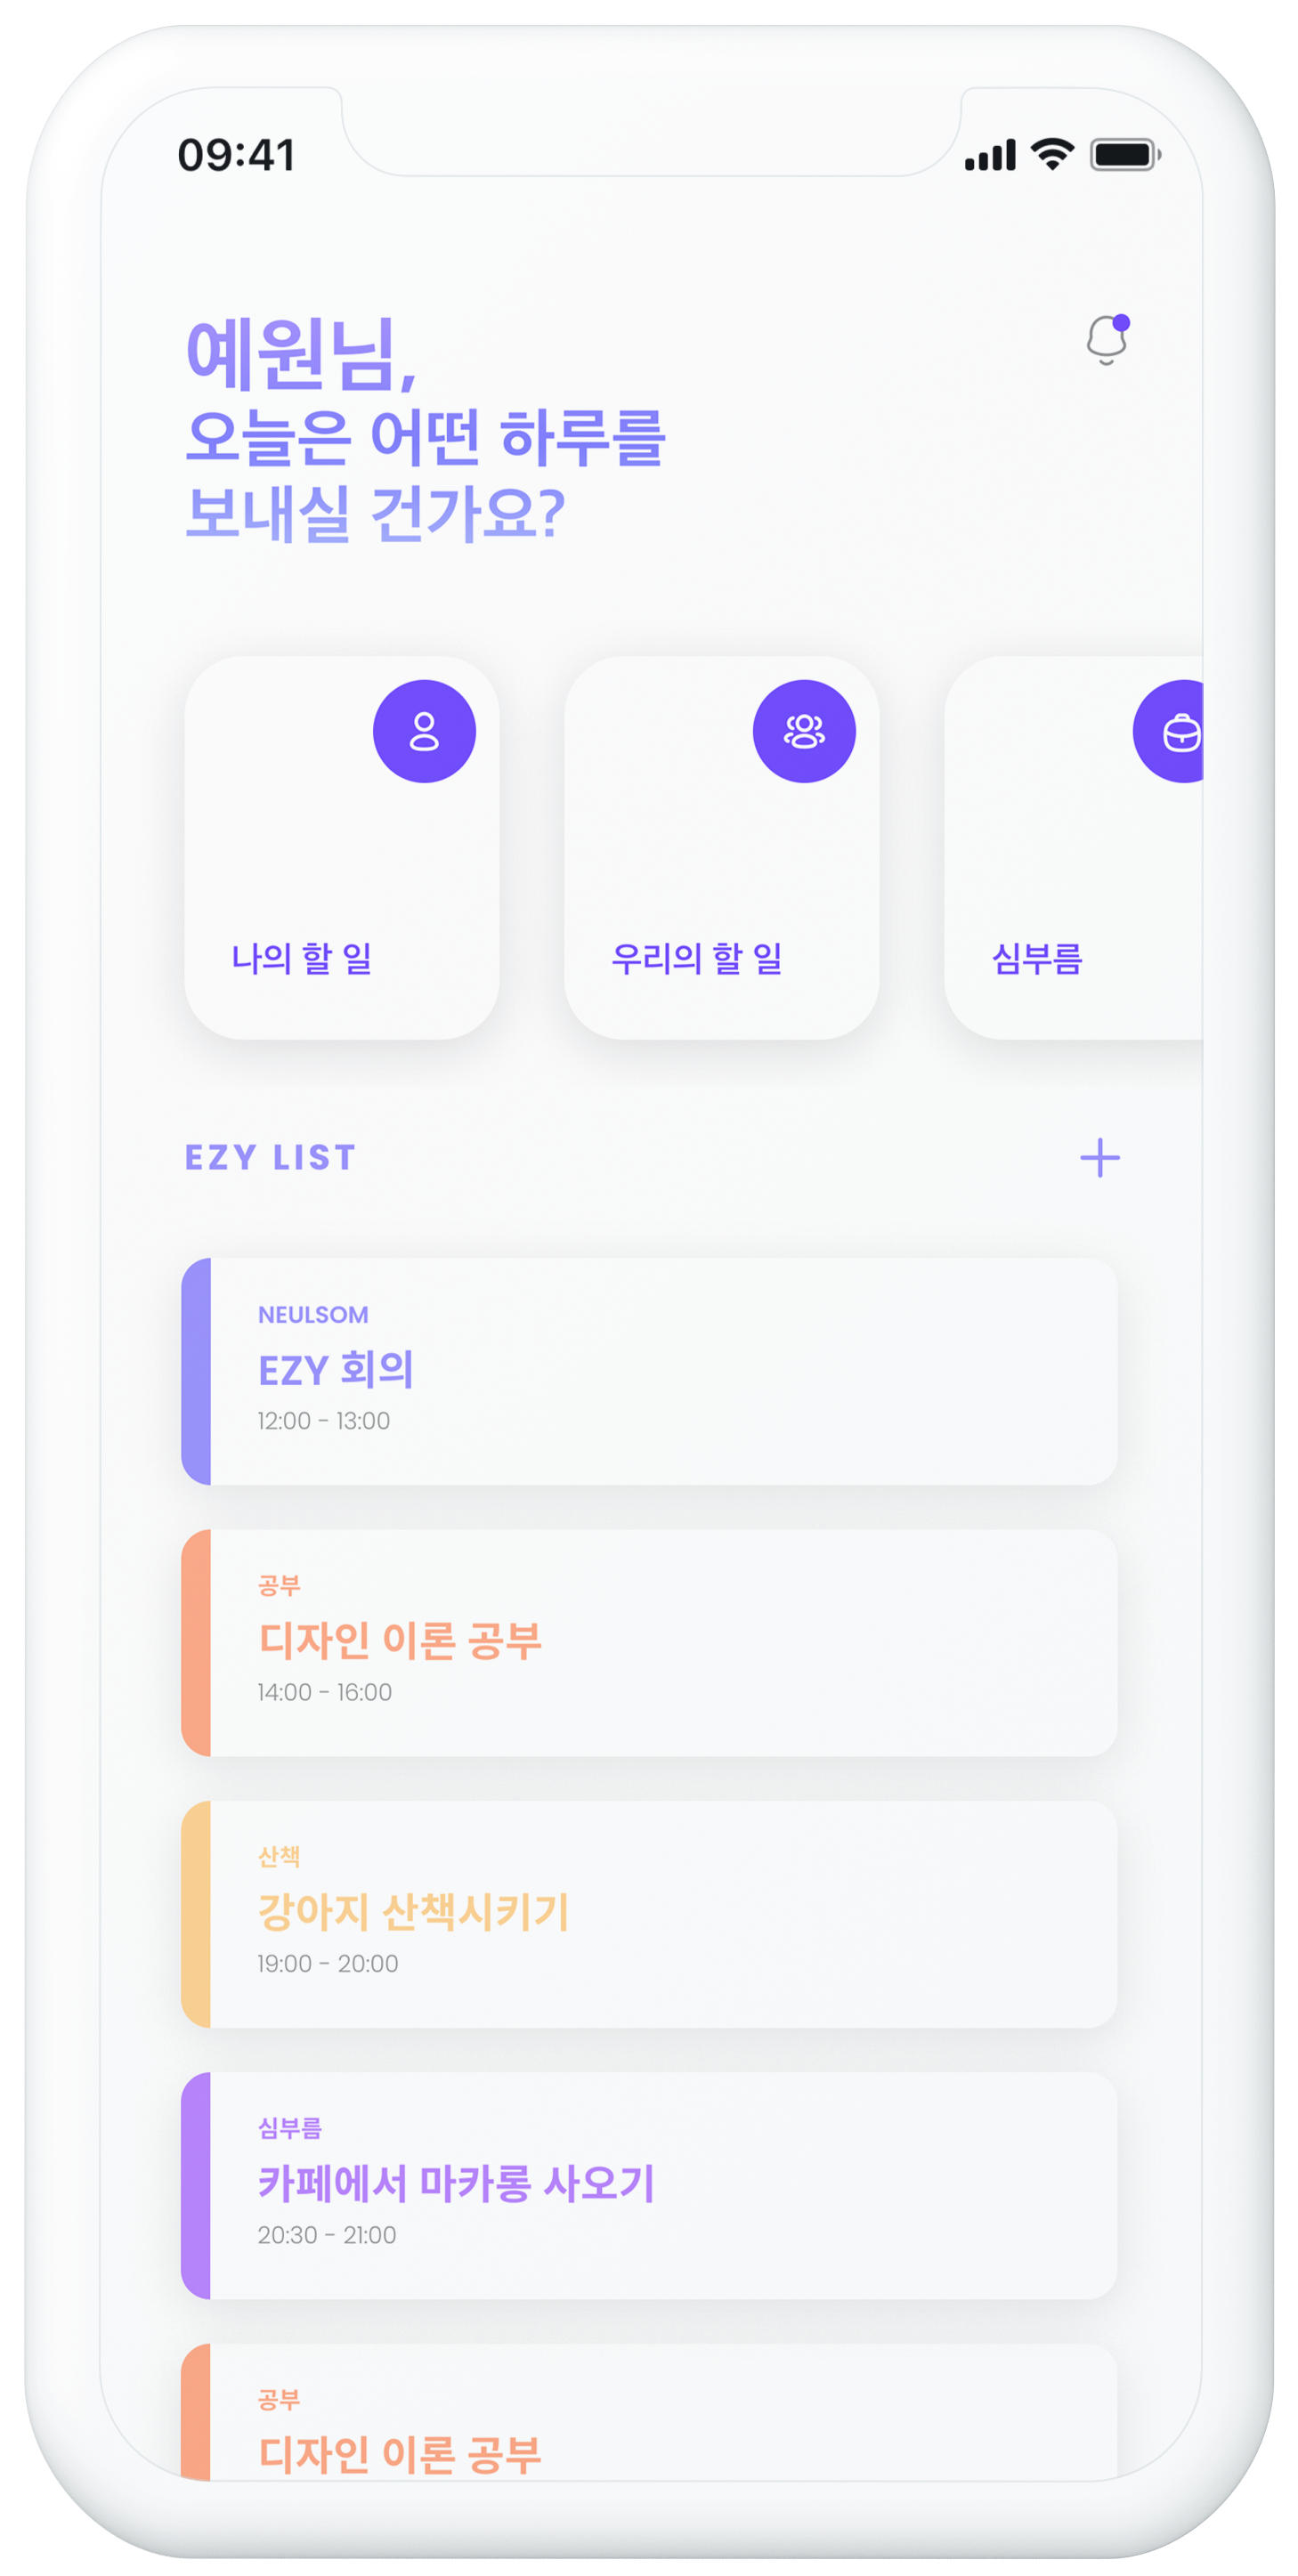 09:41
예원님,
오늘은 어떤 하루를
보내실 건가요?
나의 할 일
우리의 할 일
심부름
EZY LIST
NEULSOM
EZY 회의
12:00 - 13:00
공부
디자인 이론 공부
14:00 - 16:00
산책
강아지 산책시키기
19:00 - 20:00
심부름
카페에서 마카롱 사오기
20:30 - 21:00
공부
디자인 이론 공부